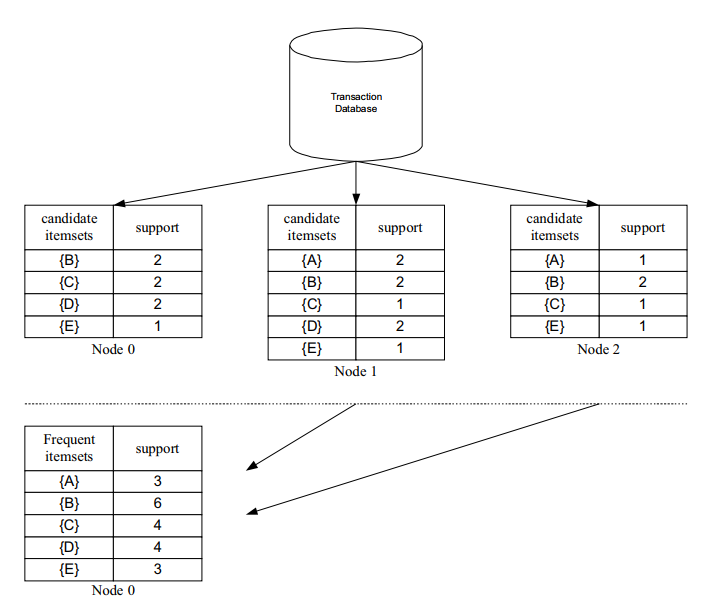 Transaction
Database
candidate
itemsets
support
{B} 2
{C} 2
{D} 2
{E} 1
Node 0
candidate
itemsets
support
{A} 2
{B} 2
{C} 1
{D} 2
{E} 1
Node 1
candidate
itemsets
support
{A} 1
{B} 2
{C} 1
{E} 1
Node 2
Frequent
itemsets
support
{A} 3
{B} 6
{C} 4
{D} 4
{E} 3
Node 0